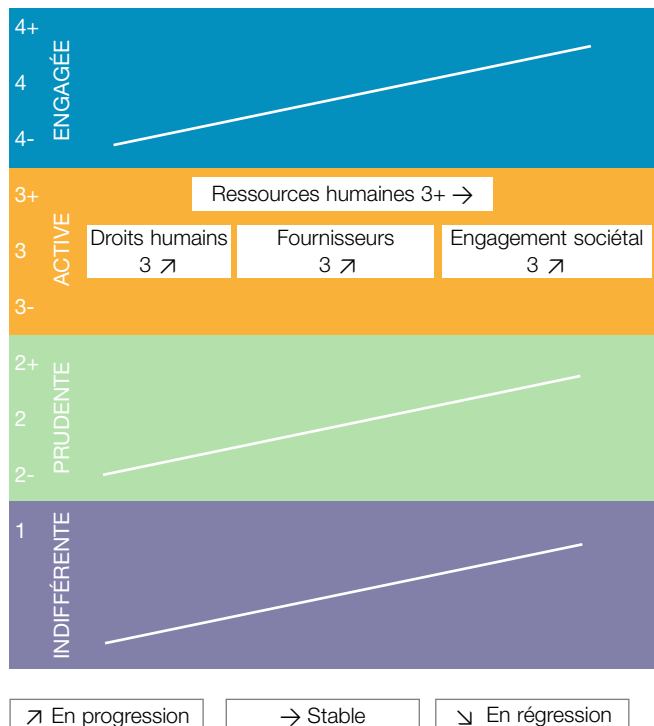 4+
4
4-
ENGAGÉE
3+
3
3-
ACTIVE
Ressources humaines 3+ →
Droits humains
3 ↗
Fournisseurs
3 ↗
Engagement sociétal
3 ↗
2+
2
2-
PRUDENTE
1
INDIFFÉRENTE
↗ En progression
→ Stable
↘ En régression